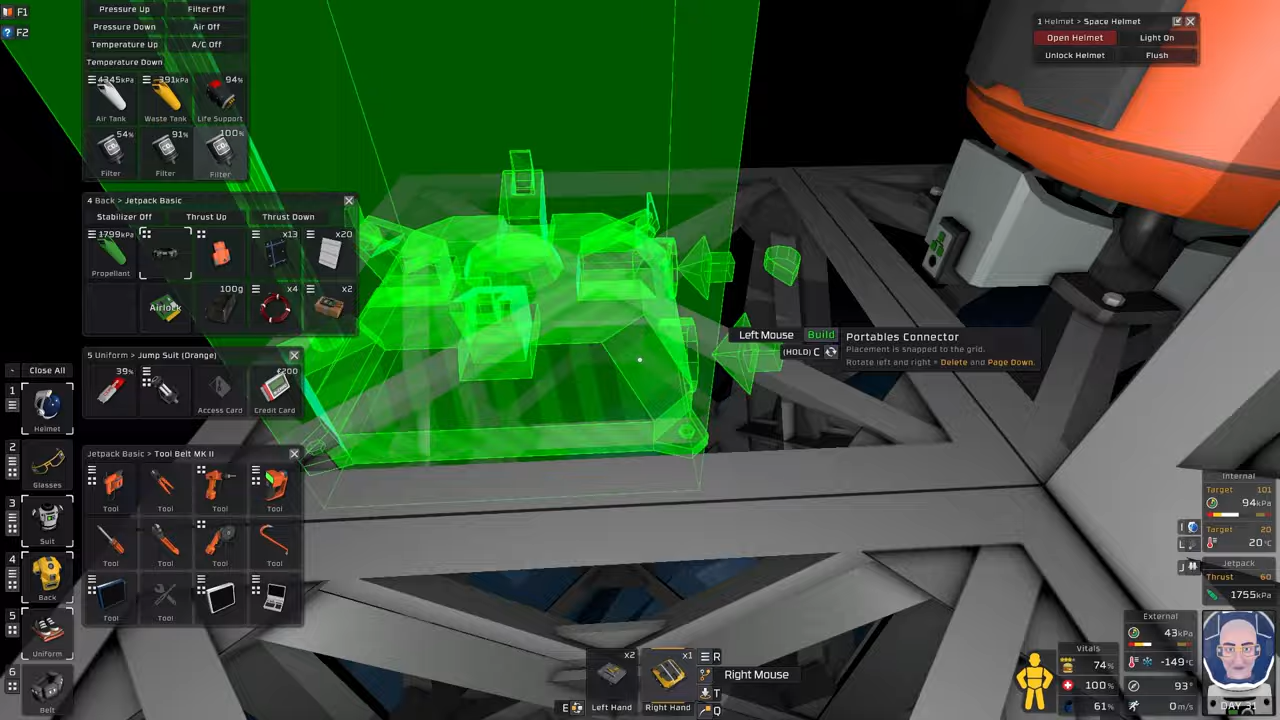 F1
F2
Pressure Up
Filter Off
Pressure Down
Air Off
Temperature Up
A/C Off
Temperature Down
4345kPa
391kPa
94%
Air Tank
Waste Tank
Life Support
54%
91%
100%
Filter
Filter
Filter
1 Helmet > Space Helmet
Open Helmet
Light On
Unlock Helmet
Flush
4 Back > Jetpack Basic
Stabilizer Off
Thrust Up
Thrust Down
1799kPa
x13
x20
Propellant
Airlock
100g
x4
x2
5 Uniform > Jump Suit (Orange)
39%
€200
Access Card
Credit Card
Left Mouse
Build
Portables Connector
Placement is snapped to the grid.
(HOLD) C
Rotate left and right = Delete and Page Down.
- Close All
1
Helmet
2
Glasses
3
Suit
4
Back
5
Uniform
6
Belt
Jetpack Basic > Tool Belt MK II
Tool
Tool
Tool
Tool
Tool
Tool
Tool
Tool
Tool
Tool
Internal
Target 101
94kPa
Target 20
20°C
I
L
J
Jetpack
Thrust 60
1755kPa
External
43kPa
-149°C
93°
0m/s
Vitals
74%
100%
61%
DAY 31
x2
x1
R
Right Mouse
T
Q
E
Left Hand
Right Hand